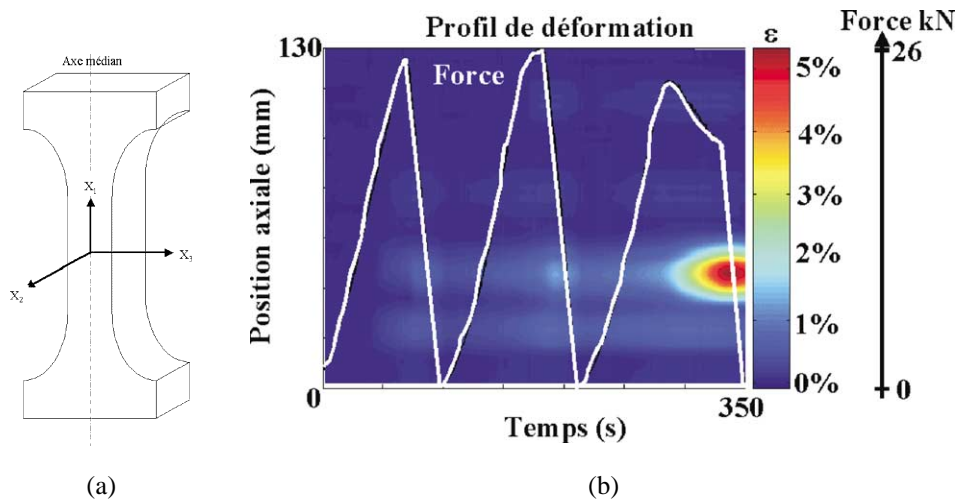 Axe médian
X1
X2
X3
(a)
Profil de déformation
Force
Position axiale (mm)
130
0
350
Temps (s)
ε
5%
4%
3%
2%
1%
0%
Force kN
26
0
(b)